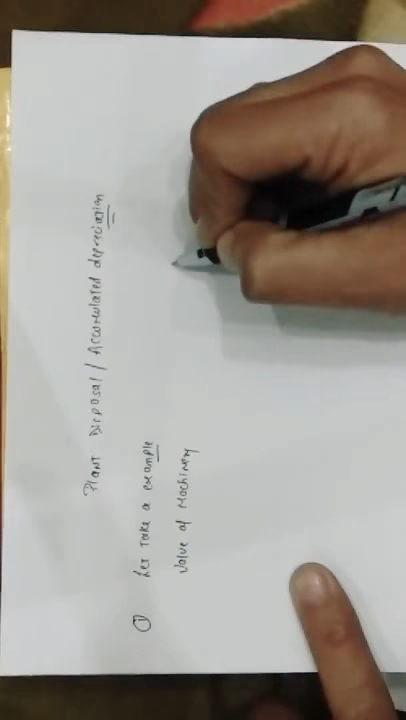 Plant Disposal / Accumulated depreciation
① Let Take a example
Value of Machinery